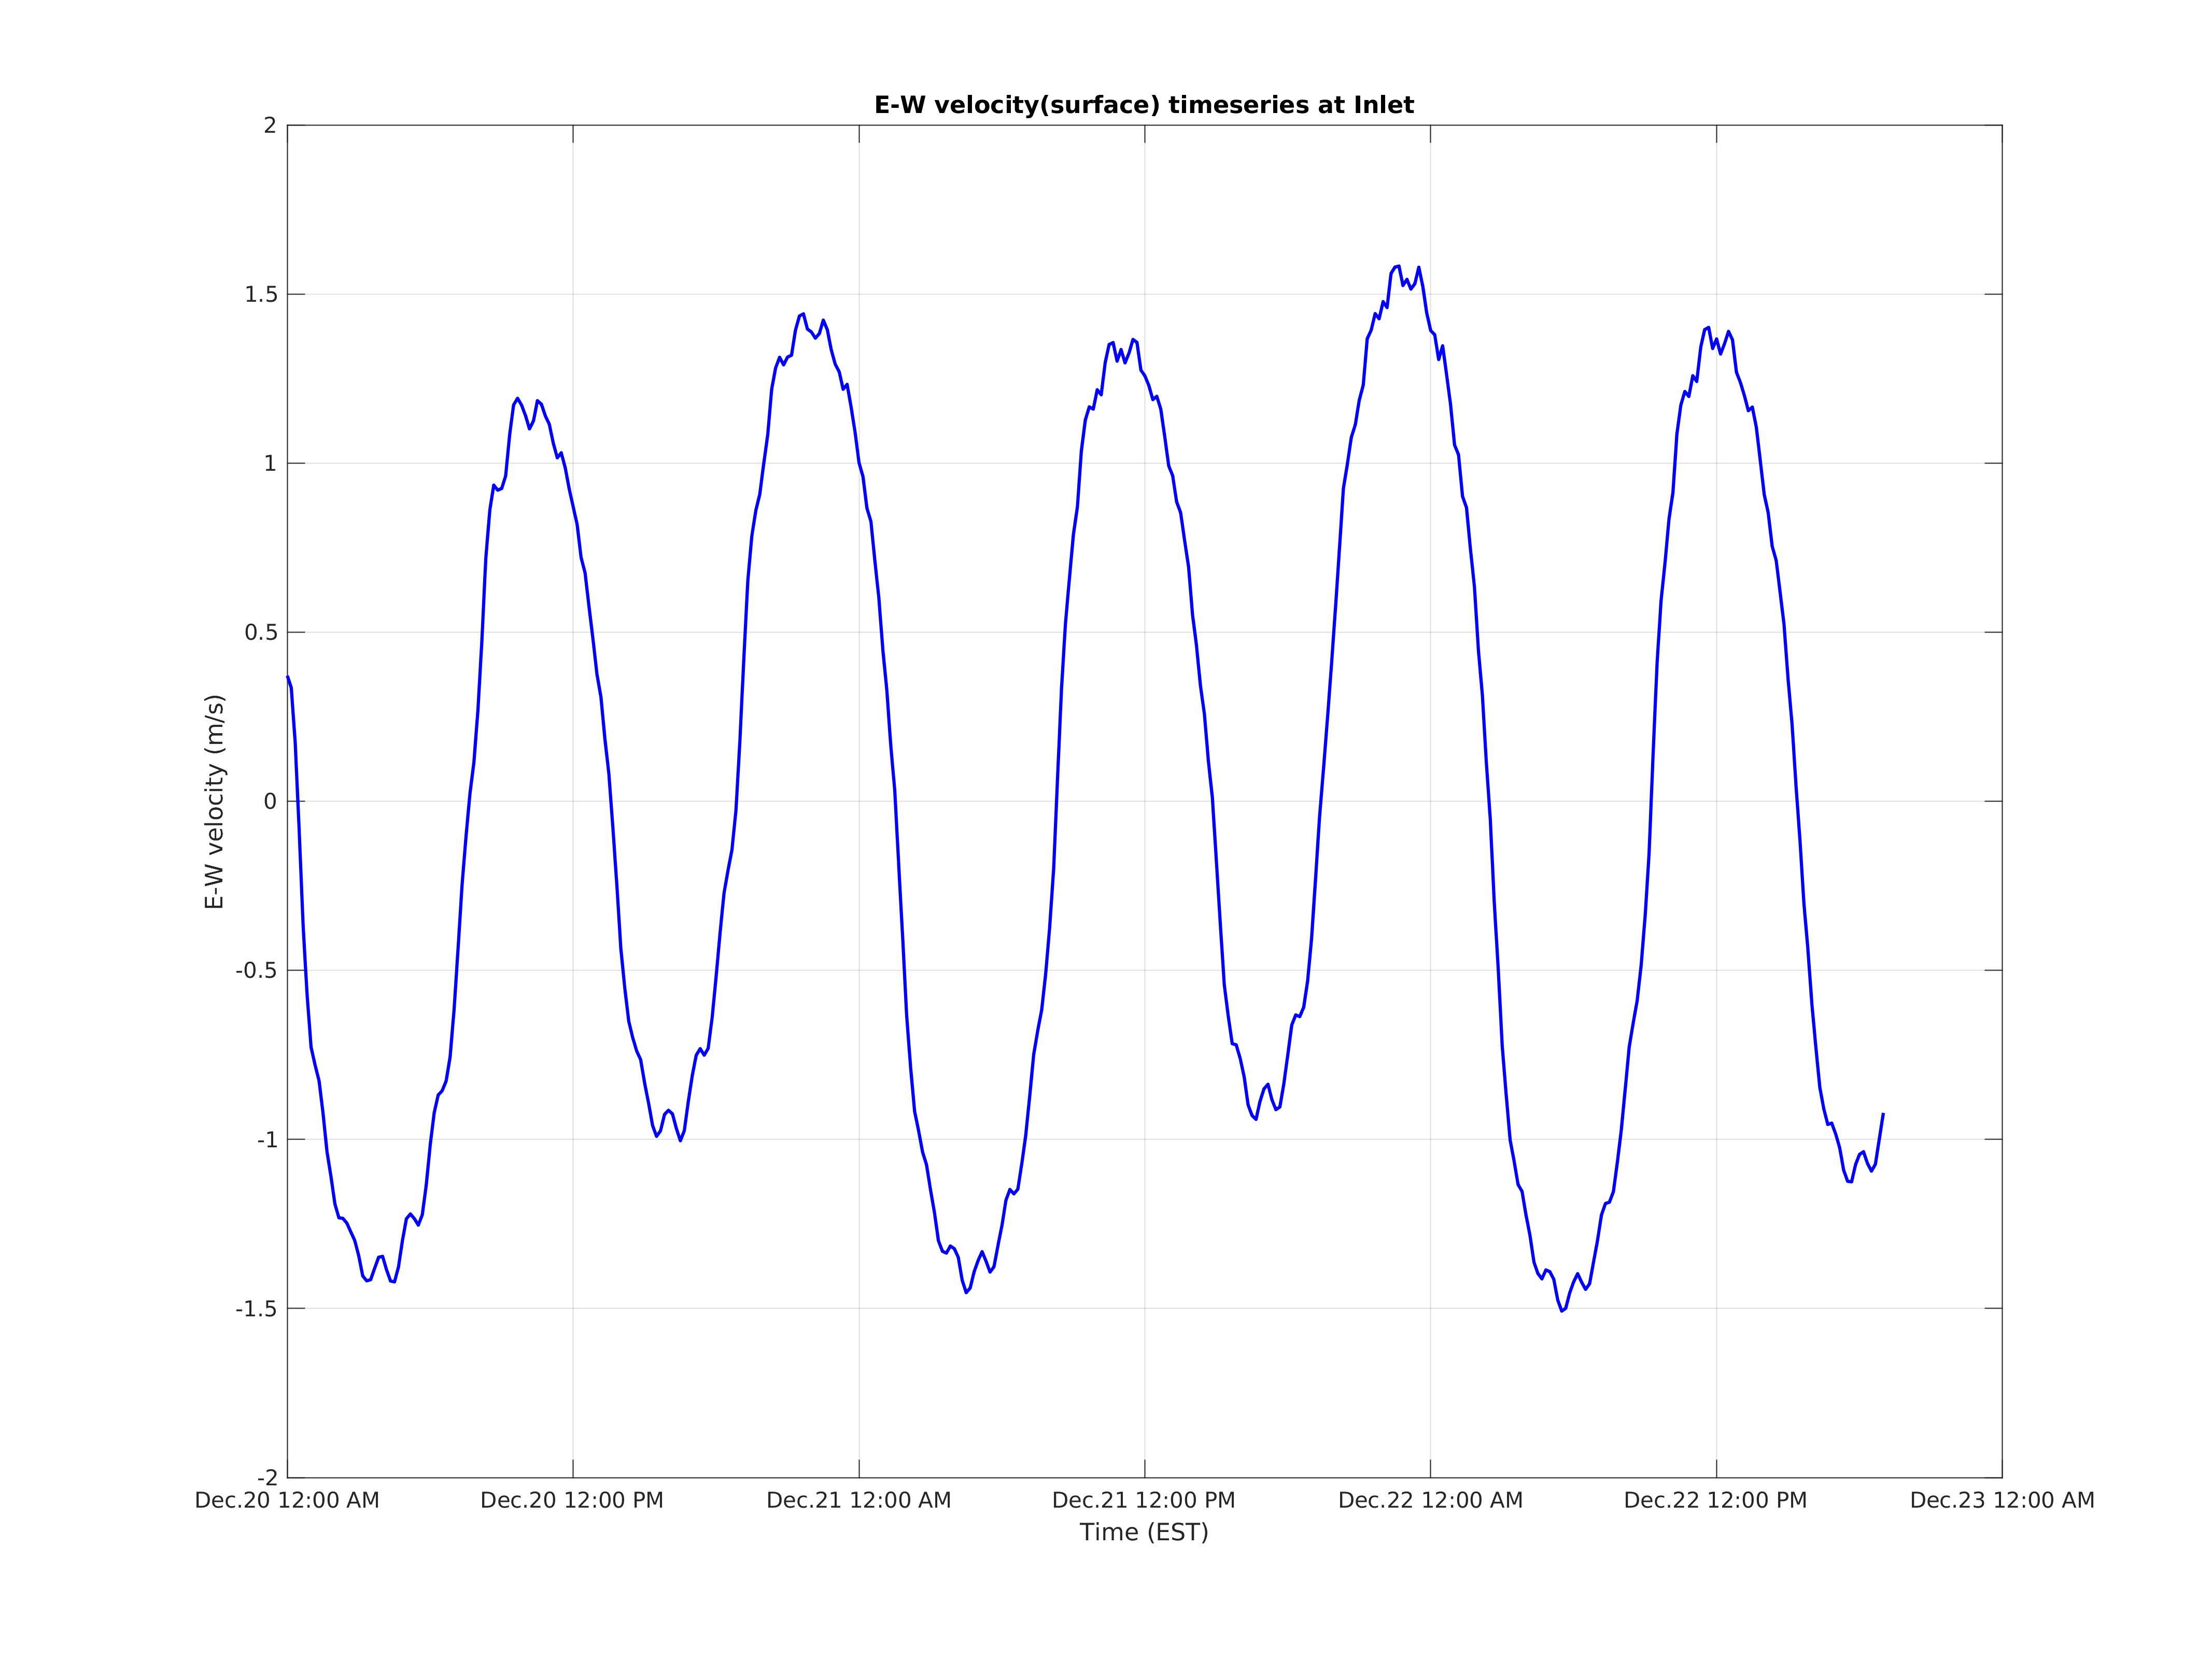 E-W velocity(surface) timeseries at Inlet
2
1.5
1
0.5
0
-0.5
-1
-1.5
-2
E-W velocity (m/s)
Dec.20 12:00 AM Dec.20 12:00 PM Dec.21 12:00 AM Dec.21 12:00 PM Dec.22 12:00 AM Dec.22 12:00 PM Dec.23 12:00 AM
Time (EST)